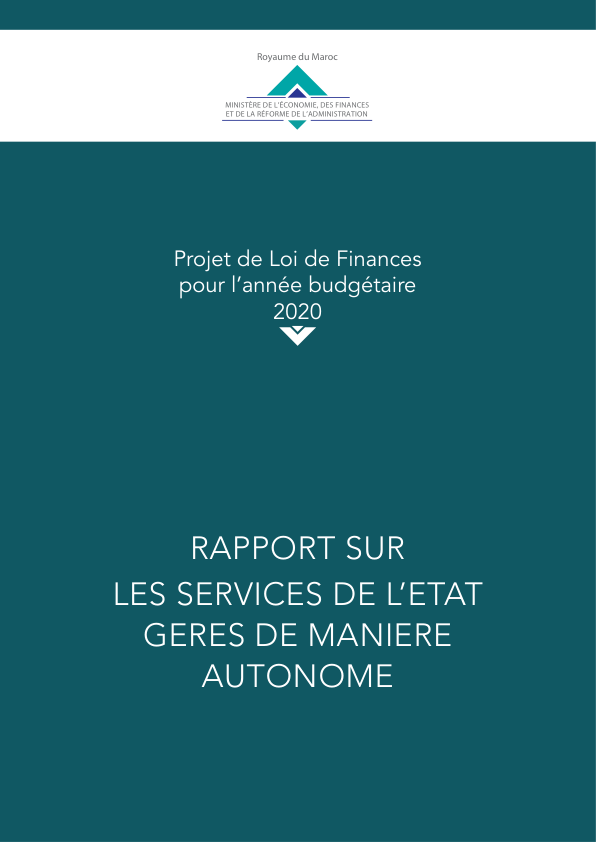 Royaume du Maroc
MINISTÈRE DE L'ÉCONOMIE, DES FINANCES
ET DE LA RÉFORME DE L'ADMINISTRATION
Projet de Loi de Finances
pour l'année budgétaire
2020
RAPPORT SUR
LES SERVICES DE L'ETAT
GERES DE MANIERE
AUTONOME